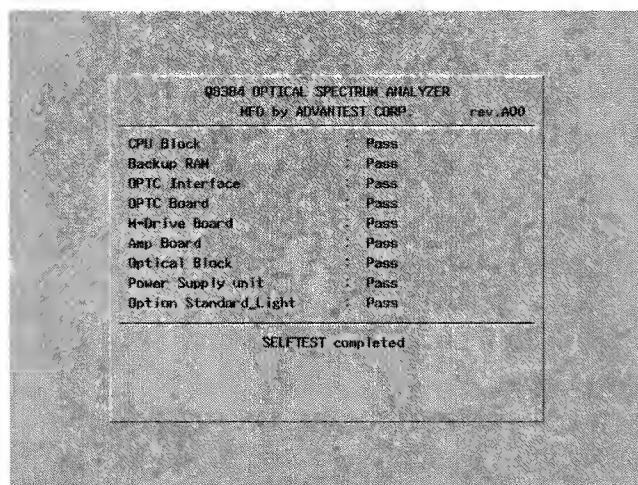 Q8384 OPTICAL SPECTRUM ANALYZER
MFG by ADVANTEST CORP. rev.A00
CPU Block : Pass
Backup RAM : Pass
OPTC Interface : Pass
OPTC Board : Pass
M-Drive Board : Pass
Amp Board : Pass
Optical Block : Pass
Power Supply unit : Pass
Option Standard_Light : Pass
SELFTEST completed